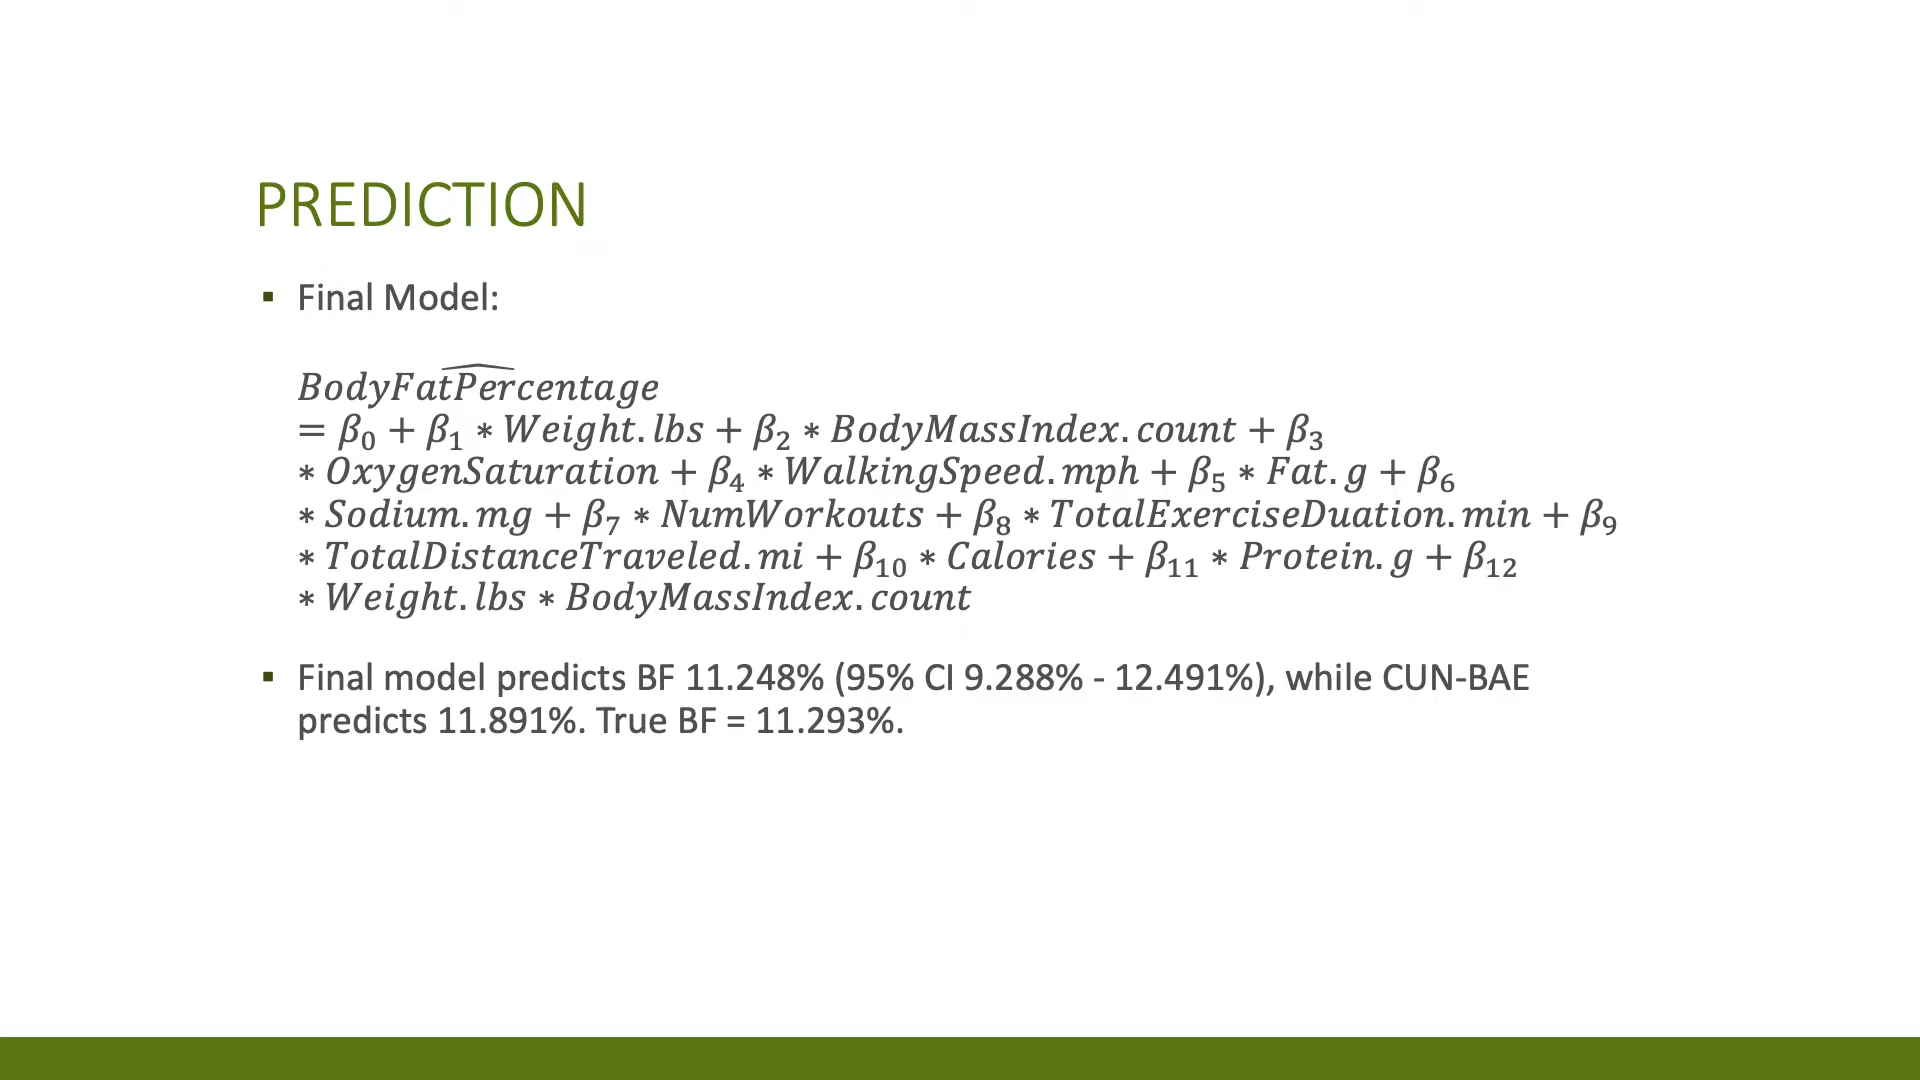 PREDICTION
▪ Final Model:
BodyFatPercentage
= β₀ + β₁ ∗ Weight.lbs + β₂ ∗ BodyMassIndex.count + β₃
∗ OxygenSaturation + β₄ ∗ WalkingSpeed.mph + β₅ ∗ Fat.g + β₆
∗ Sodium.mg + β₇ ∗ NumWorkouts + β₈ ∗ TotalExerciseDuation.min + β₉
∗ TotalDistanceTraveled.mi + β₁₀ ∗ Calories + β₁₁ ∗ Protein.g + β₁₂
∗ Weight.lbs ∗ BodyMassIndex.count
▪ Final model predicts BF 11.248% (95% CI 9.288% - 12.491%), while CUN-BAE
predicts 11.891%. True BF = 11.293%.